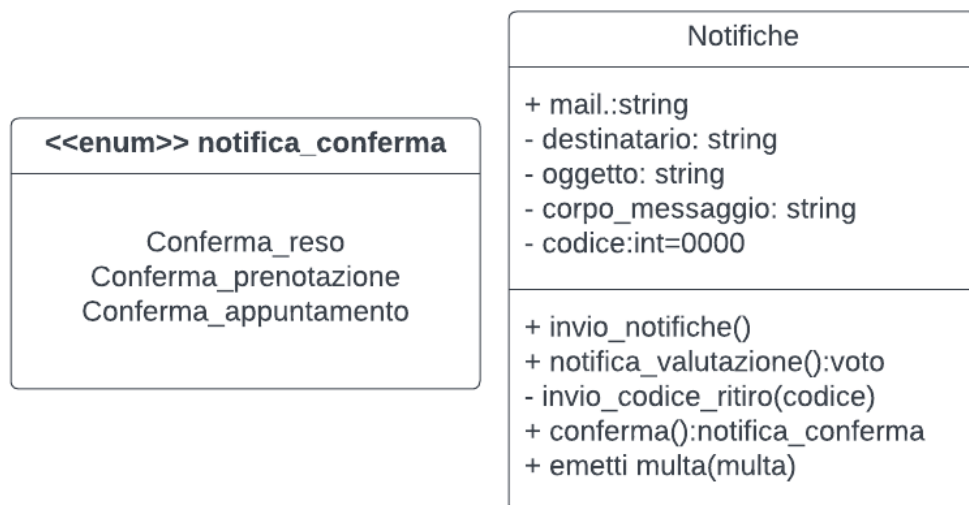 <<enum>> notifica_conferma
Conferma_reso
Conferma_prenotazione
Conferma_appuntamento
Notifiche
+ mail.:string
- destinatario: string
- oggetto: string
- corpo_messaggio: string
- codice:int=0000
+ invio_notifiche()
+ notifica_valutazione():voto
- invio_codice_ritiro(codice)
+ conferma():notifica_conferma
+ emetti multa(multa)